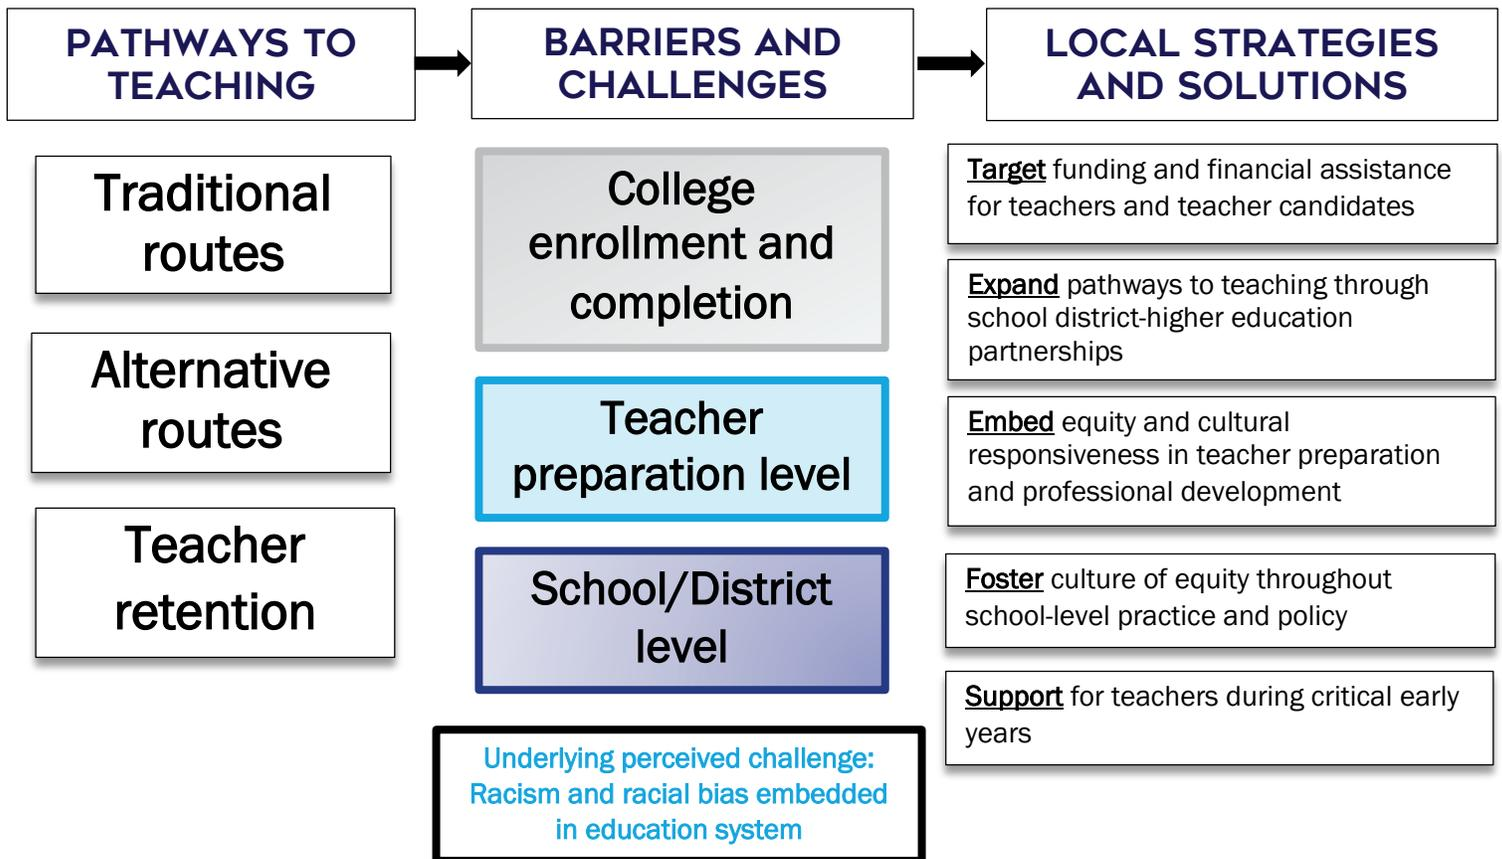 PATHWAYS TO
TEACHING
BARRIERS AND
CHALLENGES
LOCAL STRATEGIES
AND SOLUTIONS
Traditional
routes
Alternative
routes
Teacher
retention
College
enrollment and
completion
Teacher
preparation level
School/District
level
Underlying perceived challenge:
Racism and racial bias embedded
in education system
Target funding and financial assistance
for teachers and teacher candidates
Expand pathways to teaching through
school district-higher education
partnerships
Embed equity and cultural
responsiveness in teacher preparation
and professional development
Foster culture of equity throughout
school-level practice and policy
Support for teachers during critical early
years